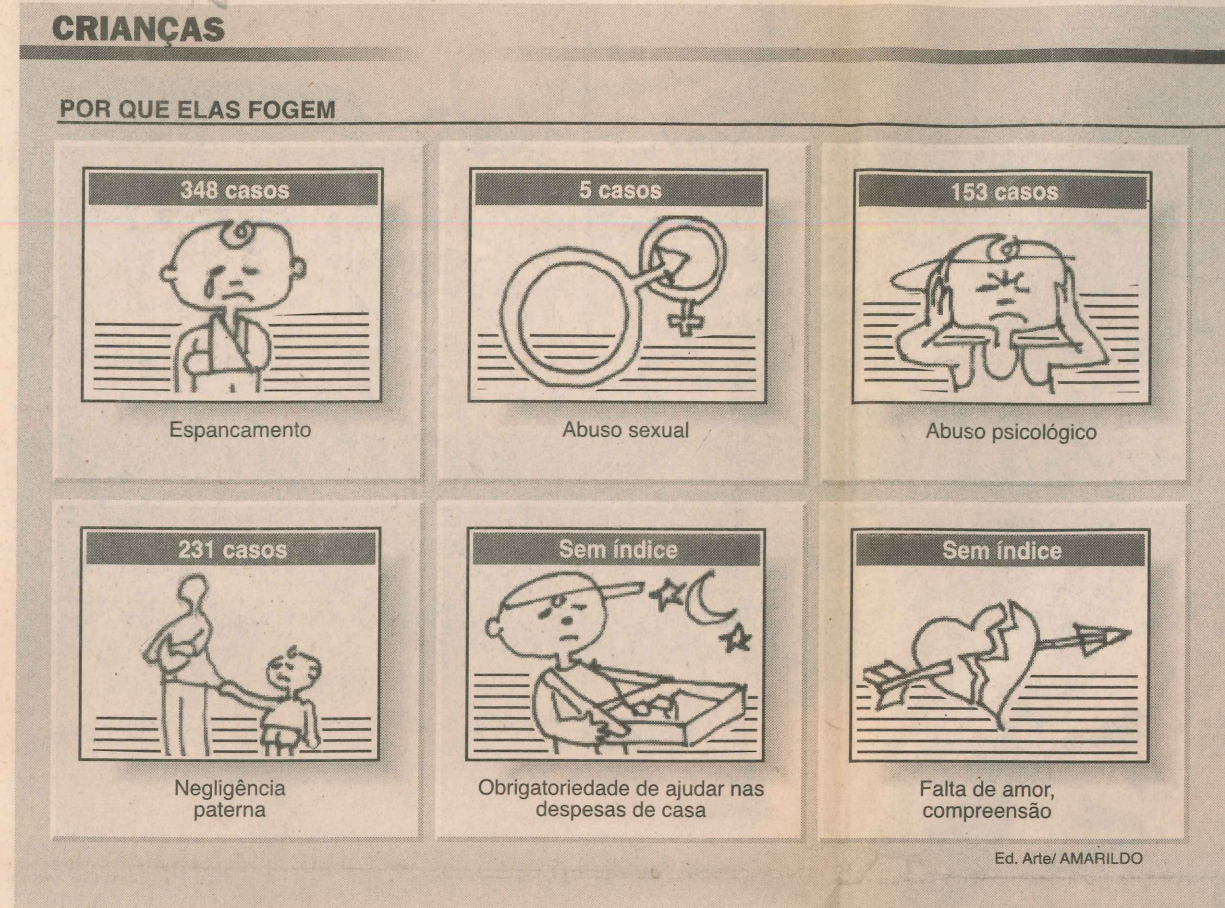 CRIANÇAS
POR QUE ELAS FOGEM
348 casos
Espancamento
5 casos
Abuso sexual
153 casos
Abuso psicológico
231 casos
Negligência
paterna
Sem índice
Obrigatoriedade de ajudar nas
despesas de casa
Sem índice
Falta de amor,
compreensão
Ed. Arte/ AMARILDO